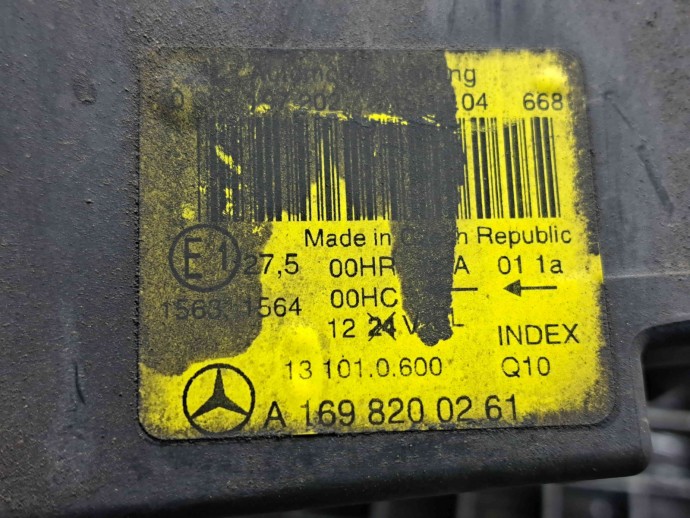 04 668
Made in Republic
E1 27,5 00HR A 01 1a
1563 1564 00HC ←
12 24 V L INDEX
13 101.0.600 Q10
A 169 820 02 61